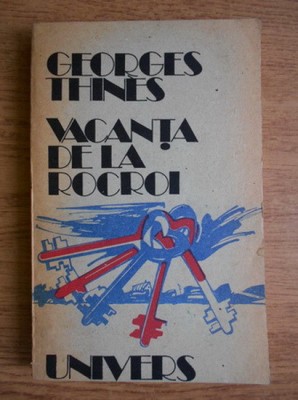 GEORGES
THINÈS
VACANȚA
DE LA
ROCROI
UNIVERS